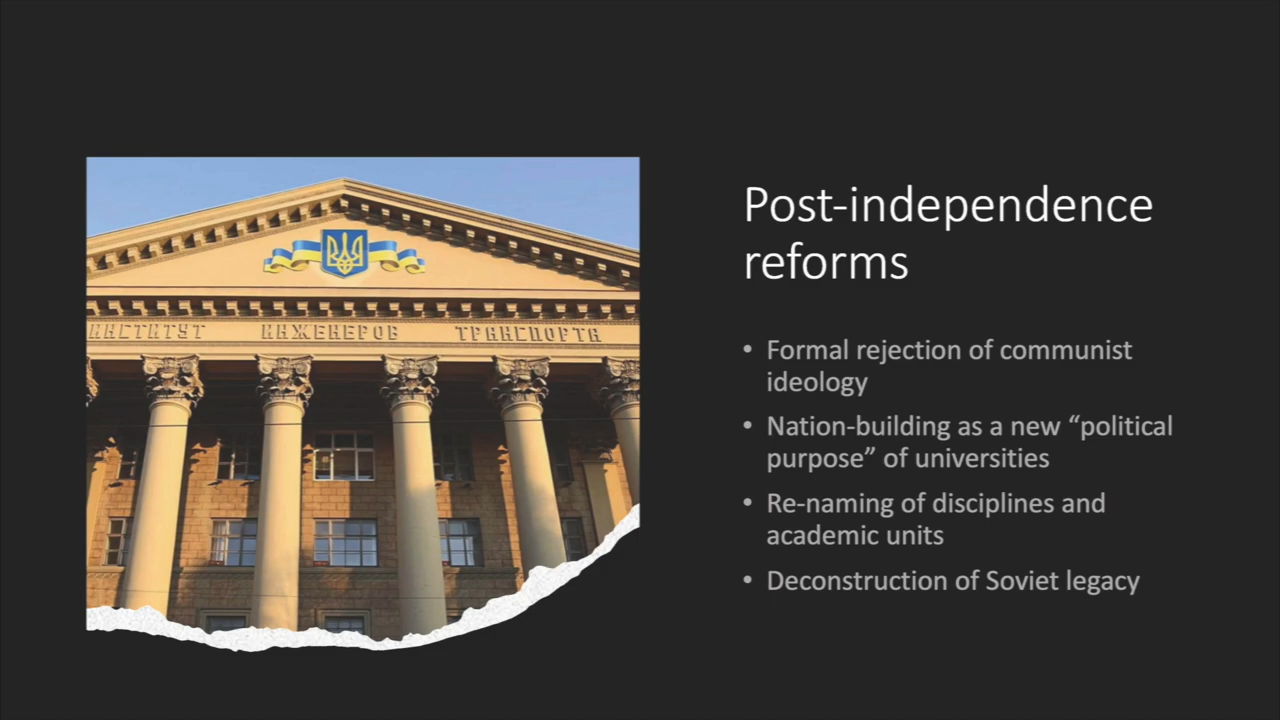 ИНСТИТУТ ИНЖЕНЕРОВ ТРАНСПОРТА
Post-independence
reforms
• Formal rejection of communist
ideology
• Nation-building as a new “political
purpose” of universities
• Re-naming of disciplines and
academic units
• Deconstruction of Soviet legacy